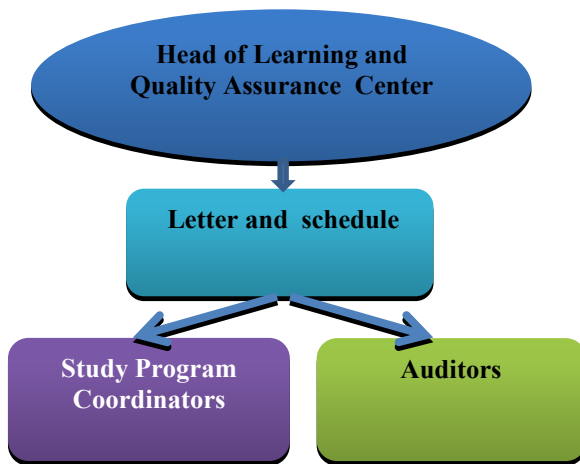 Head of Learning and
Quality Assurance Center
Letter and schedule
Study Program
Coordinators
Auditors